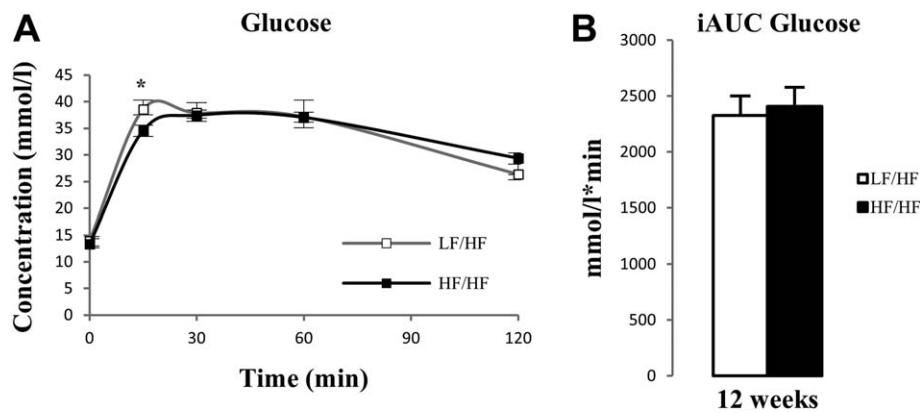 A
Glucose
Concentration (mmol/l)
45
40
35
30
25
20
15
10
5
0
*
LF/HF
HF/HF
0
30
60
90
120
Time (min)
B
iAUC Glucose
mmol/l*min
3000
2500
2000
1500
1000
500
0
LF/HF
HF/HF
12 weeks